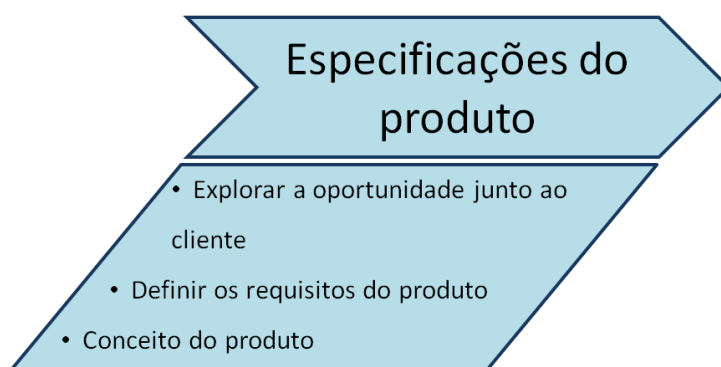 Especificações do
produto
• Explorar a oportunidade junto ao
cliente
• Definir os requisitos do produto
• Conceito do produto